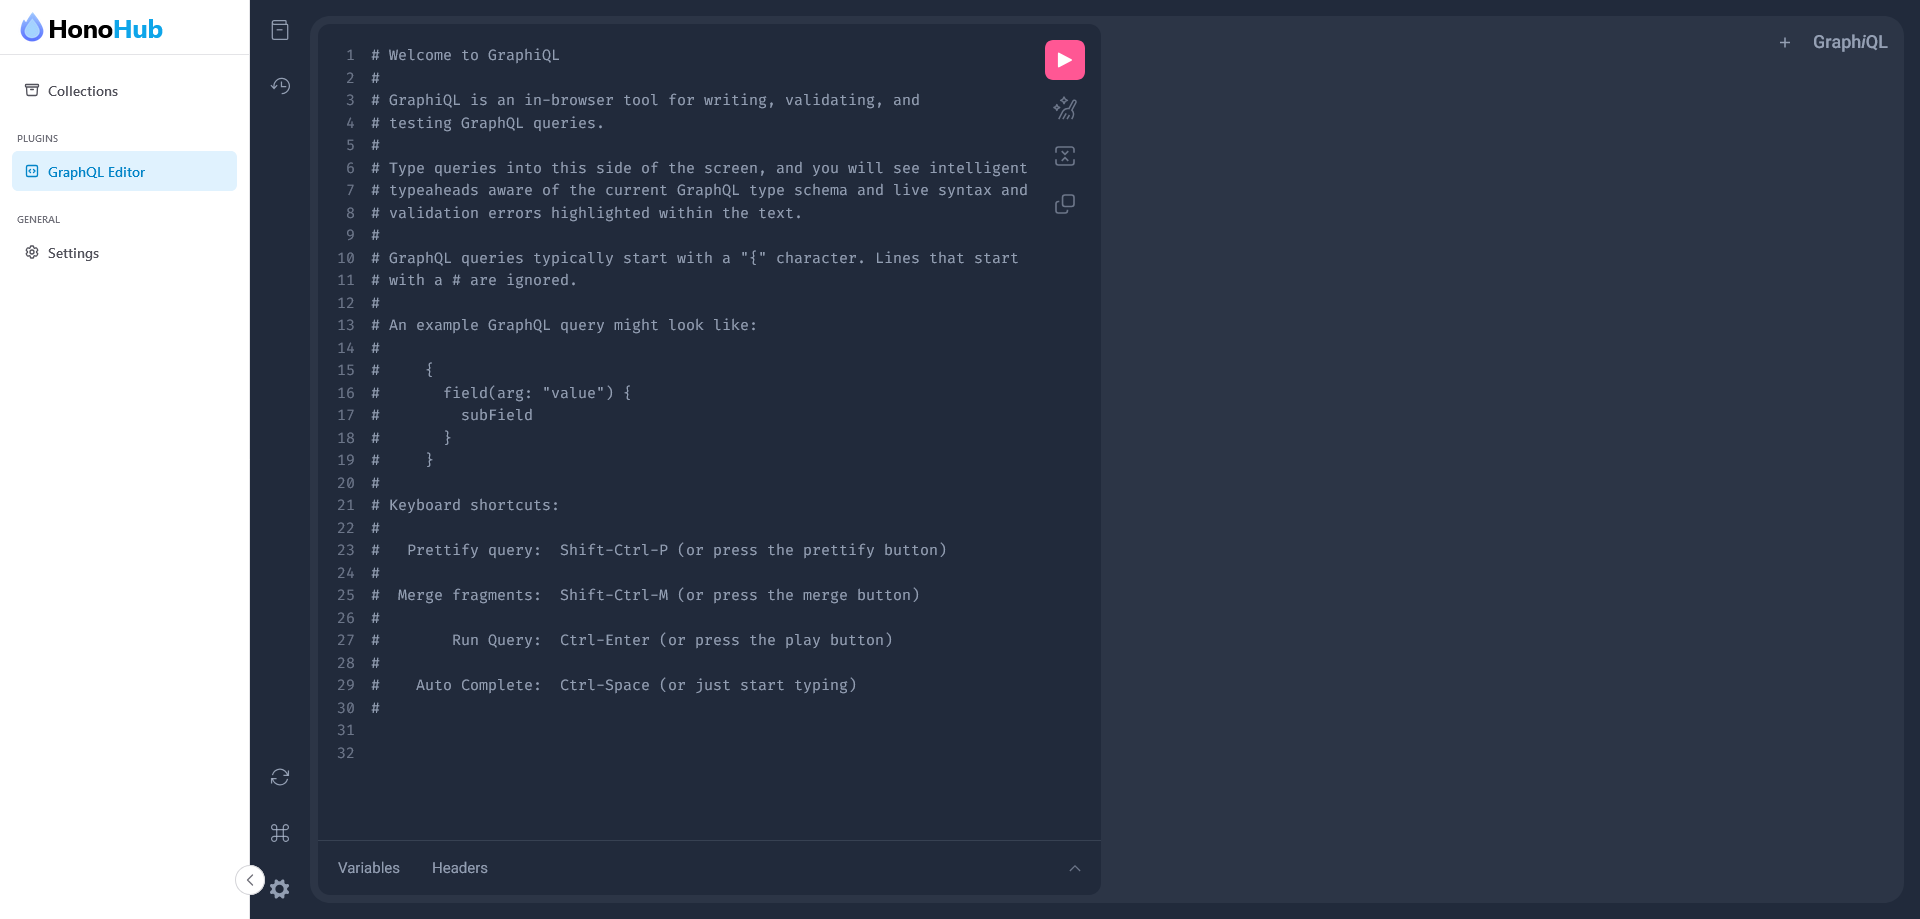 HonoHub
Collections
PLUGINS
GraphQL Editor
GENERAL
Settings
1 # Welcome to GraphiQL
2 #
3 # GraphiQL is an in-browser tool for writing, validating, and
4 # testing GraphQL queries.
5 #
6 # Type queries into this side of the screen, and you will see intelligent
7 # typeaheads aware of the current GraphQL type schema and live syntax and
8 # validation errors highlighted within the text.
9 #
10 # GraphQL queries typically start with a "{" character. Lines that start
11 # with a # are ignored.
12 #
13 # An example GraphQL query might look like:
14 #
15 #     {
16 #       field(arg: "value") {
17 #         subField
18 #       }
19 #     }
20 #
21 # Keyboard shortcuts:
22 #
23 #   Prettify query:  Shift-Ctrl-P (or press the prettify button)
24 #
25 #  Merge fragments:  Shift-Ctrl-M (or press the merge button)
26 #
27 #        Run Query:  Ctrl-Enter (or press the play button)
28 #
29 #    Auto Complete:  Ctrl-Space (or just start typing)
30 #
31
32
Variables Headers
+ GraphiQL